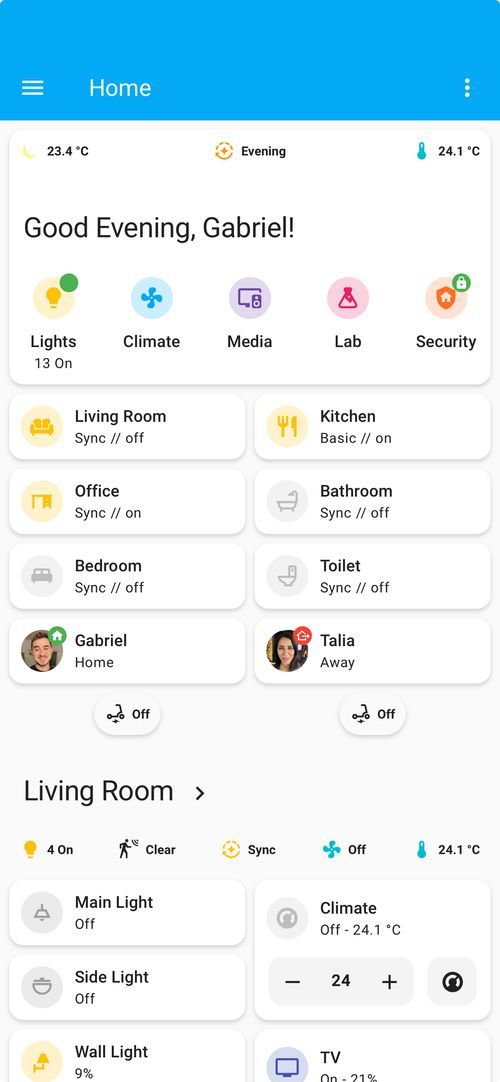 Home
23.4 °C
Evening
24.1 °C
Good Evening, Gabriel!
Lights
Climate
Media
Lab
Security
13 On
Living Room
Sync // off
Kitchen
Basic // on
Office
Sync // on
Bathroom
Sync // off
Bedroom
Sync // off
Toilet
Sync // off
Gabriel
Home
Talia
Away
Off
Off
Living Room
4 On
Clear
Sync
Off
24.1 °C
Main Light
Off
Climate
Off - 24.1 °C
24
Side Light
Off
Wall Light
9%
TV
On - 21%